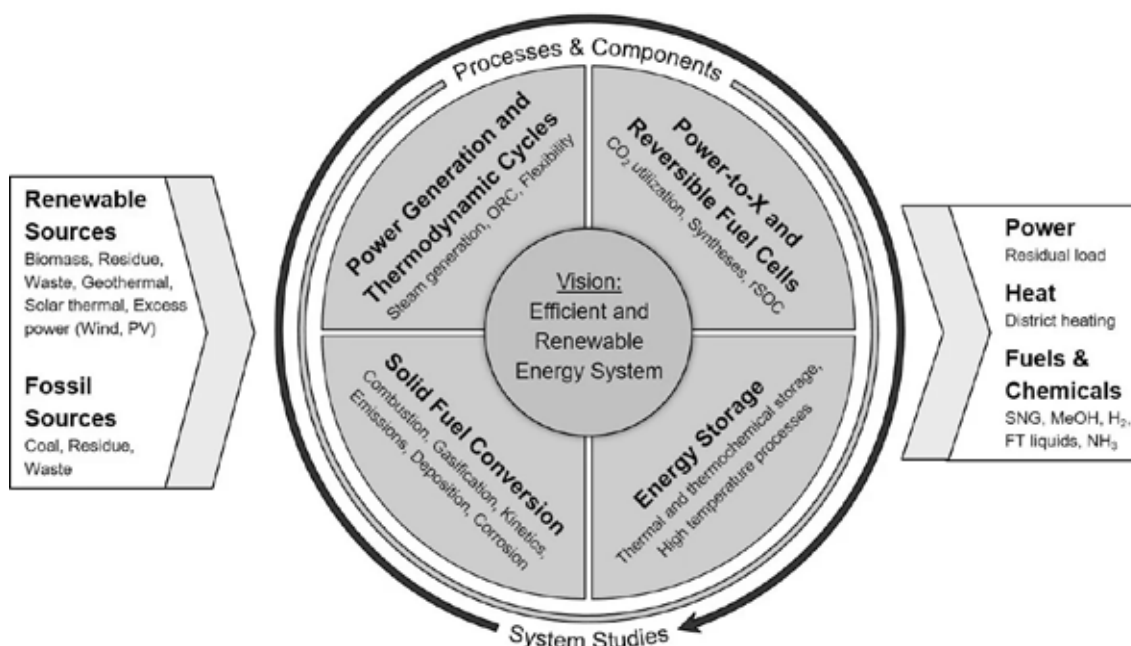 Processes & Components
Renewable
Sources
Biomass, Residue,
Waste, Geothermal,
Solar thermal, Excess
power (Wind, PV)
Fossil
Sources
Coal, Residue,
Waste
Power Generation and
Thermodynamic Cycles
Steam generation, ORC, Flexibility
Power-to-X and
Reversible Fuel Cells
CO₂ utilization, Syntheses, rSOC
Vision:
Efficient and
Renewable
Energy System
Solid Fuel Conversion
Combustion, Gasification, Kinetics,
Emissions, Deposition, Corrosion
Energy Storage
Thermal and thermochemical storage,
High temperature processes
Power
Residual load
Heat
District heating
Fuels &
Chemicals
SNG, MeOH, H₂,
FT liquids, NH₃
System Studies